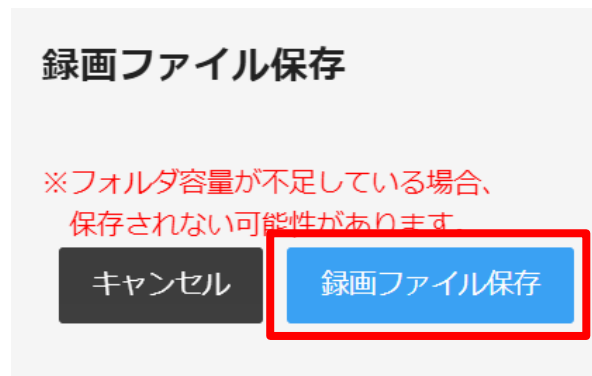 録画ファイル保存
※フォルダ容量が不足している場合、
保存されない可能性があります。
キャンセル
録画ファイル保存